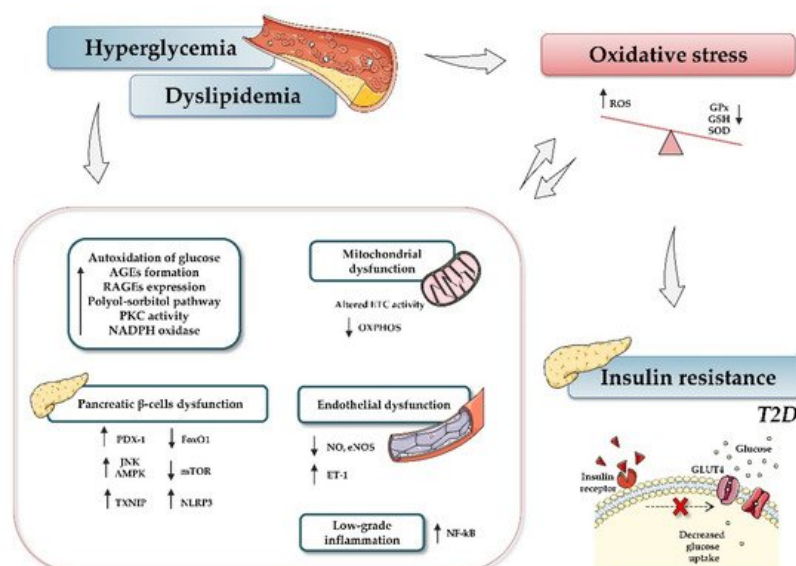 Hyperglycemia
Dyslipidemia
Oxidative stress
↑ ROS
GPx
GSH ↓
SOD
Autoxidation of glucose
AGEs formation
RAGEs expression
Polyol-sorbitol pathway
PKC activity
NADPH oxidase
Mitochondrial
dysfunction
Altered ETC activity
↓ OXPHOS
Pancreatic β-cells dysfunction
↑ PDX-1 ↓ FoxO1
↑ JNK
AMPK ↓ mTOR
↑ TXNIP ↑ NLRP3
Endothelial dysfunction
↓ NO, eNOS
↑ ET-1
Low-grade
inflammation ↑ NF-kB
Insulin resistance
T2D
Glucose
GLUT4
Insulin
receptor
Decreased
glucose
uptake